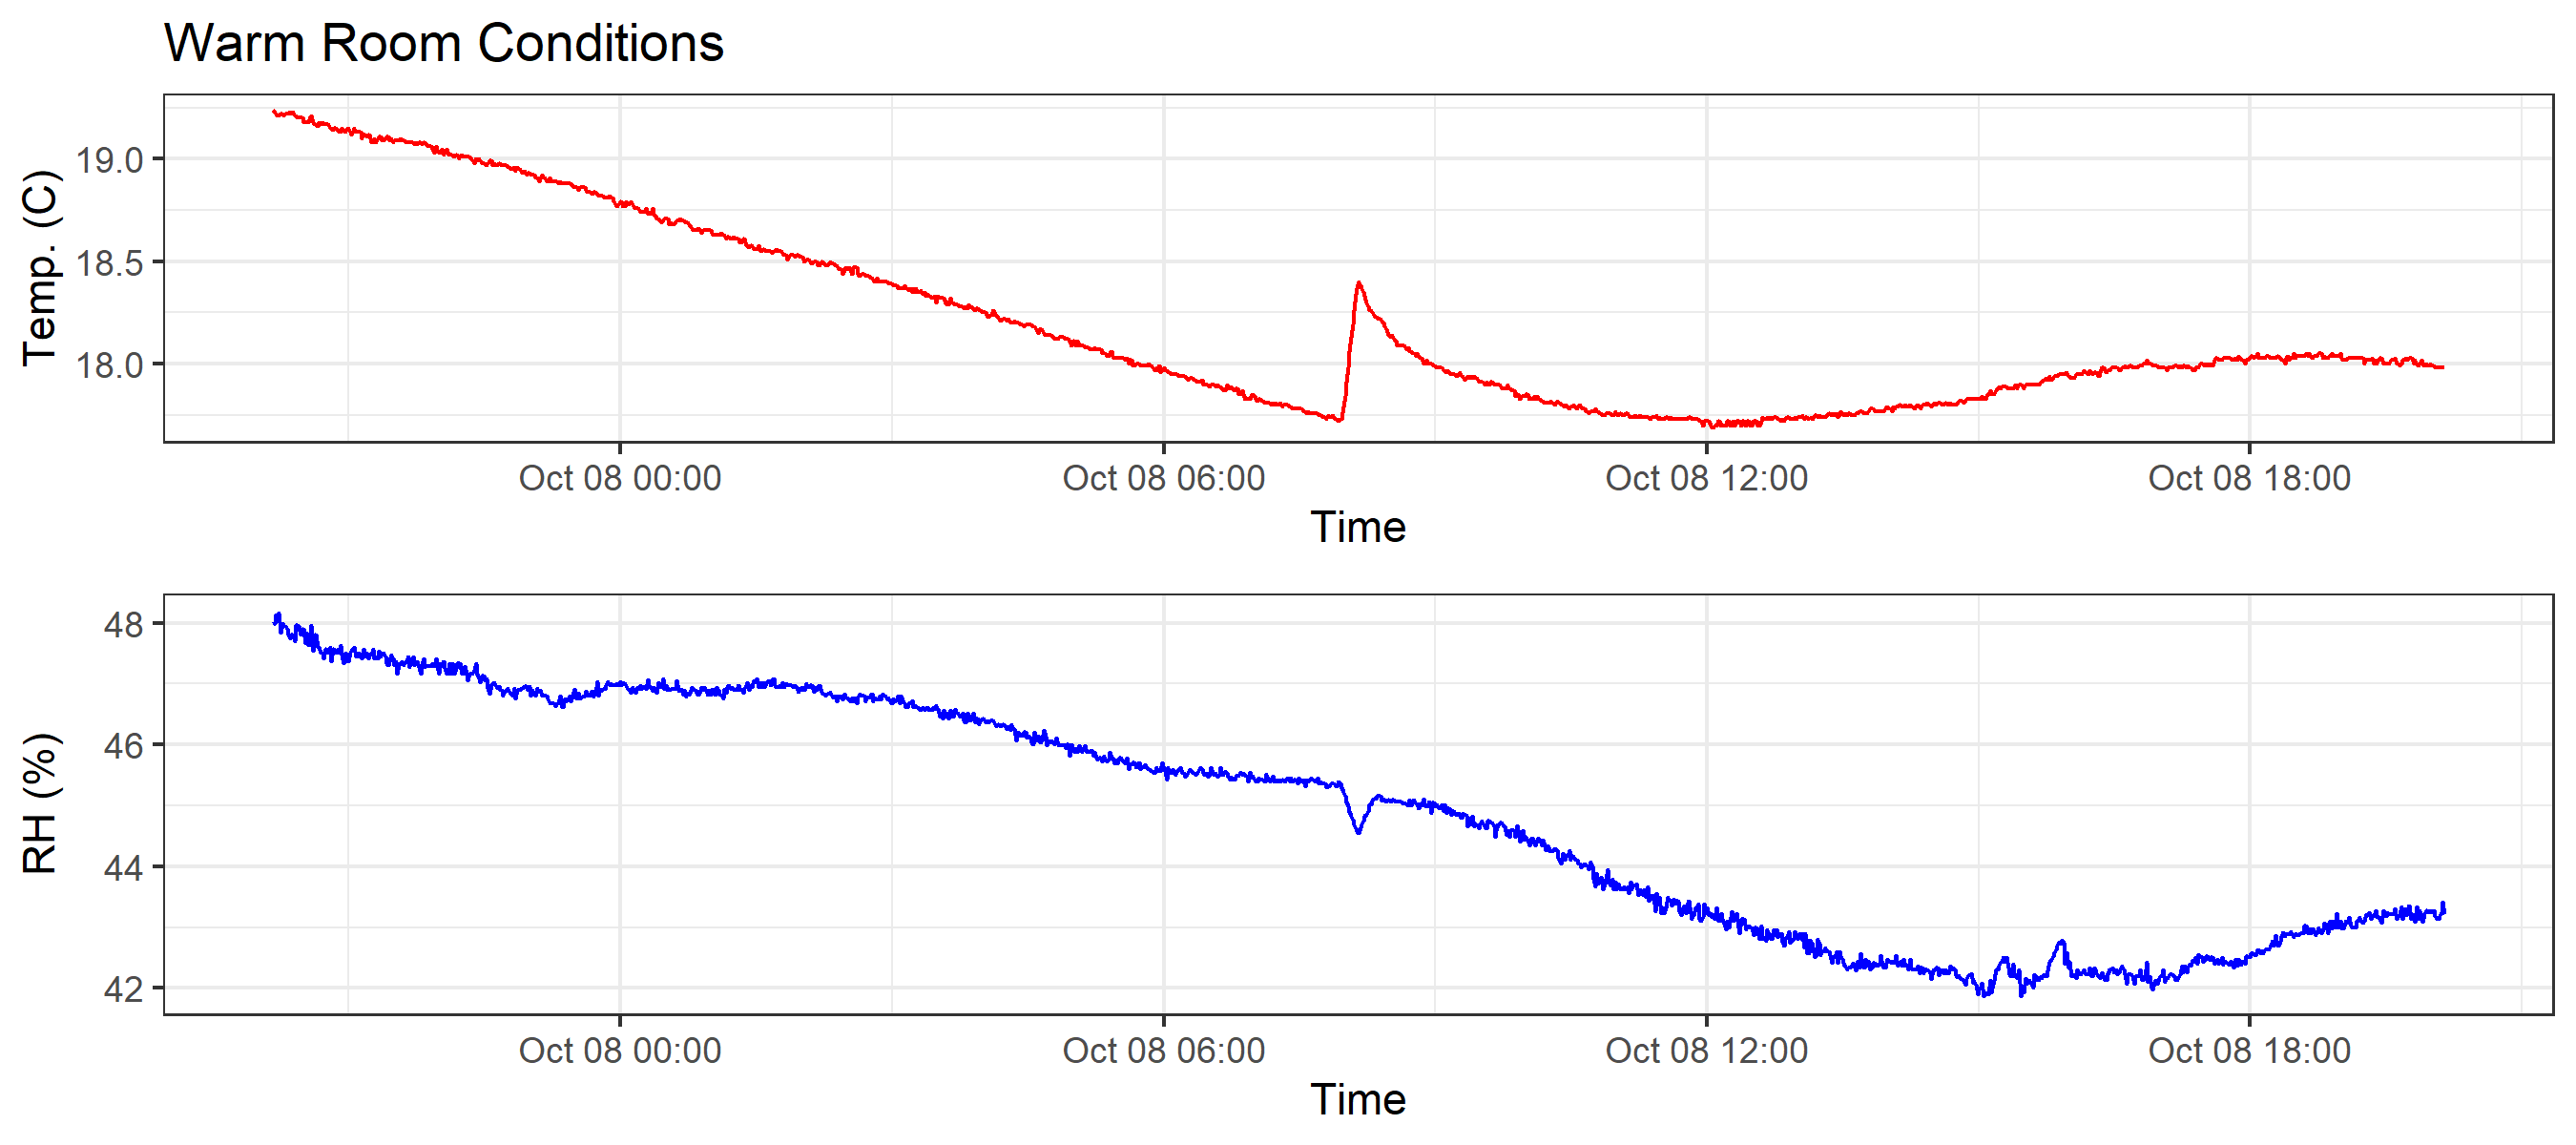 Warm Room Conditions
Temp. (C)
19.0
18.5
18.0
Oct 08 00:00 Oct 08 06:00 Oct 08 12:00 Oct 08 18:00
Time
RH (%)
48
46
44
42
Oct 08 00:00 Oct 08 06:00 Oct 08 12:00 Oct 08 18:00
Time